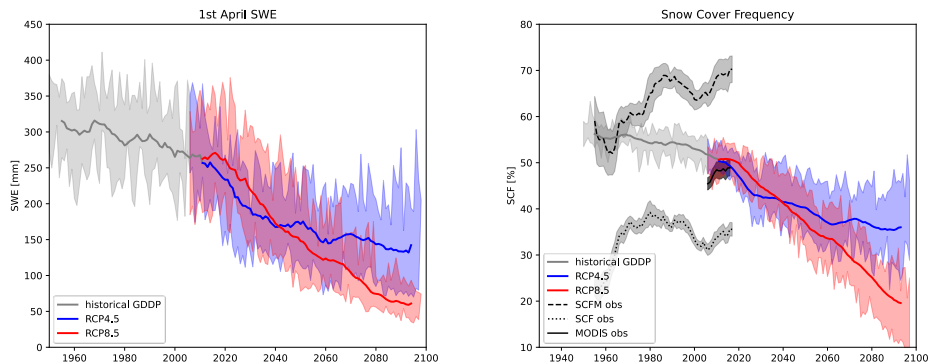 1st April SWE
450
400
350
300
250
200
150
100
50
0
SWE [mm]
historical GDDP
RCP4.5
RCP8.5
1960 1980 2000 2020 2040 2060 2080 2100
Snow Cover Frequency
80
70
60
50
40
30
20
10
SCF [%]
historical GDDP
RCP4.5
RCP8.5
SCFM obs
SCF obs
MODIS obs
1940 1960 1980 2000 2020 2040 2060 2080 2100